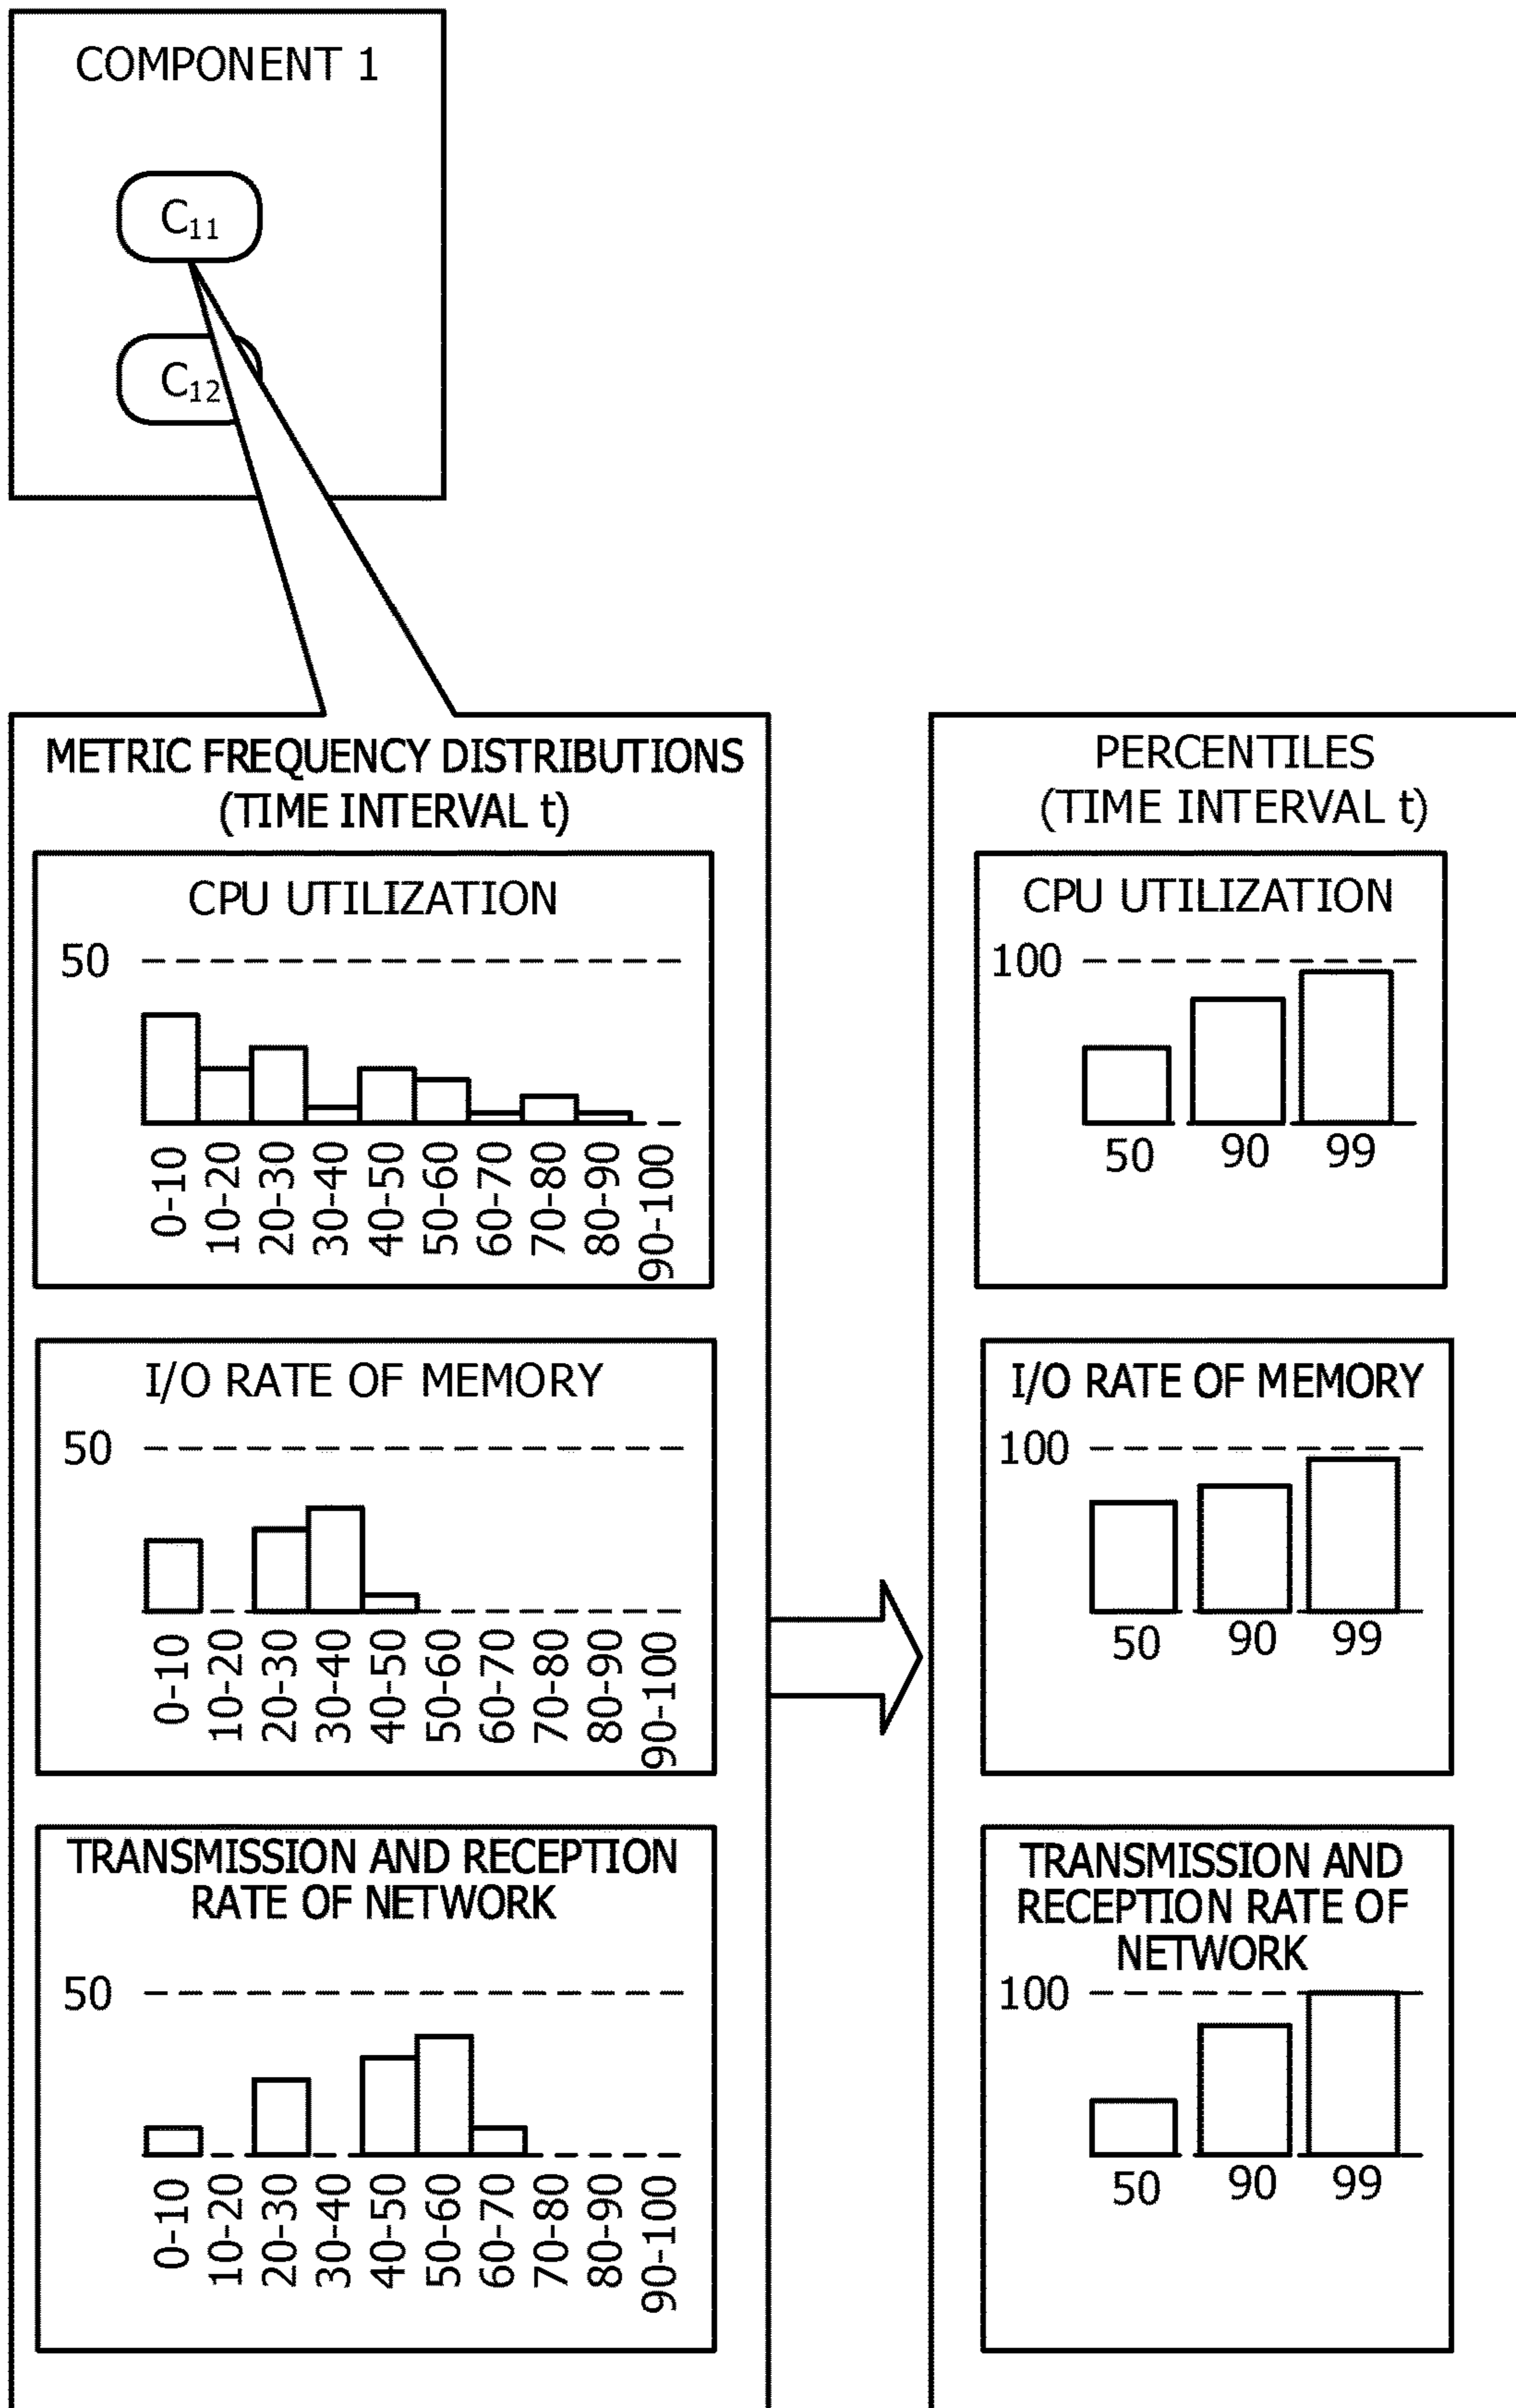 COMPONENT 1
C11
C12
METRIC FREQUENCY DISTRIBUTIONS
(TIME INTERVAL t)
CPU UTILIZATION
50
0-10
10-20
20-30
30-40
40-50
50-60
60-70
70-80
80-90
90-100
I/O RATE OF MEMORY
50
0-10
10-20
20-30
30-40
40-50
50-60
60-70
70-80
80-90
90-100
TRANSMISSION AND RECEPTION
RATE OF NETWORK
50
0-10
10-20
20-30
30-40
40-50
50-60
60-70
70-80
80-90
90-100
PERCENTILES
(TIME INTERVAL t)
CPU UTILIZATION
100
50 90 99
I/O RATE OF MEMORY
100
50 90 99
TRANSMISSION AND
RECEPTION RATE OF
NETWORK
100
50 90 99